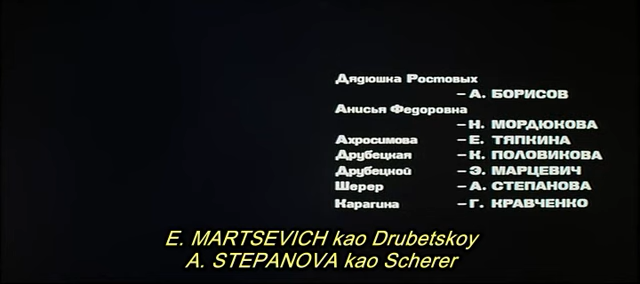 Дядюшка Ростовых
– А. БОРИСОВ
Анисья Федоровна
– Н. МОРДЮКОВА
Ахросимова – Е. ТЯПКИНА
Друбецкая – К. ПОЛОВИКОВА
Друбецкой – Э. МАРЦЕВИЧ
Шерер – А. СТЕПАНОВА
Карагина – Г. КРАВЧЕНКО
E. MARTSEVICH kao Drubetskoy
A. STEPANOVA kao Scherer